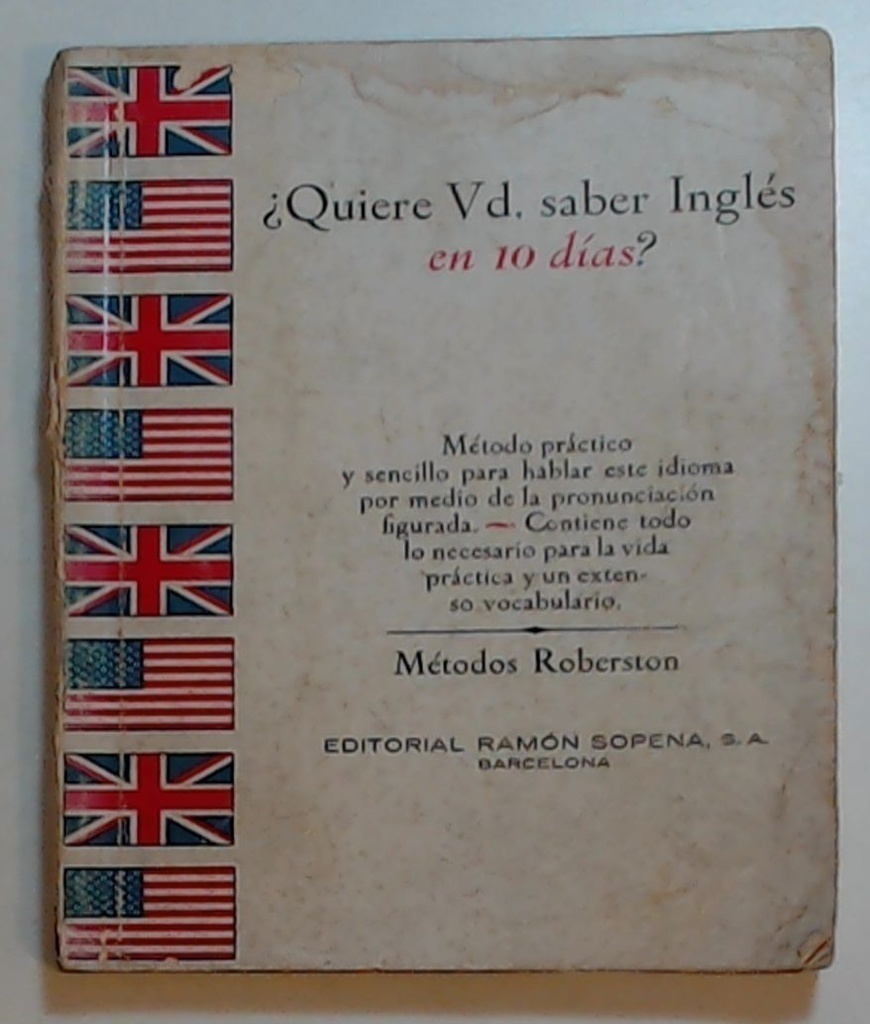 ¿Quiere Vd. saber Inglés
en 10 días?
Método práctico
y sencillo para hablar este idioma
por medio de la pronunciación
figurada. — Contiene todo
lo necesario para la vida
práctica y un exten-
so vocabulario.
Métodos Roberston
EDITORIAL RAMÓN SOPENA, S. A.
BARCELONA